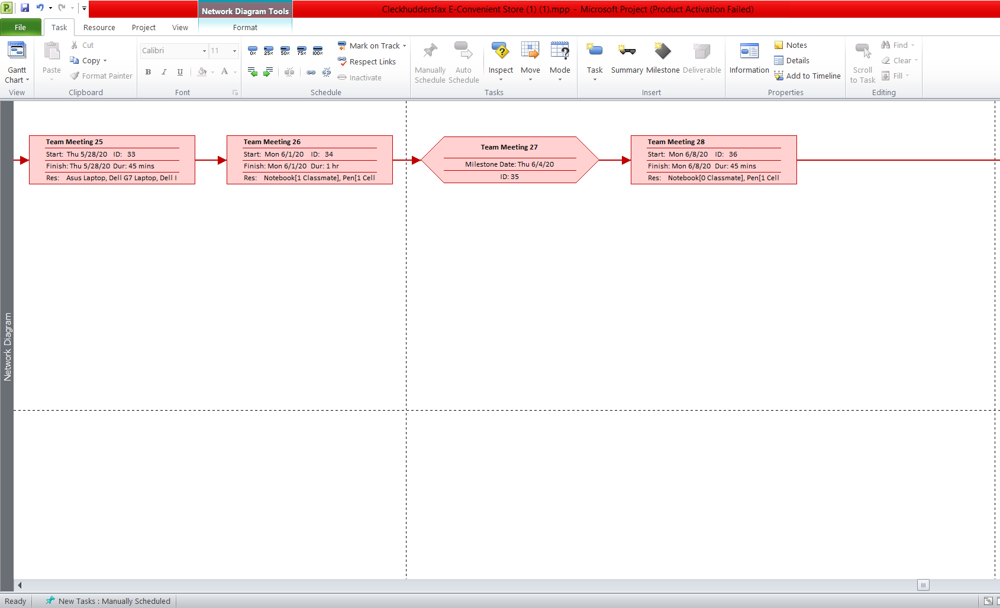 Cleckhuddersfax E-Convenient Store (1) (1).mpp - Microsoft Project (Product Activation Failed)
Network Diagram Tools
File Task Resource Project View Format
Gantt Chart
View
Paste
Cut
Copy
Format Painter
Clipboard
Calibri 11
B I U A
Font
0% 25% 50% 75% 100%
Mark on Track
Respect Links
Inactivate
Schedule
Manually Schedule
Auto Schedule
Inspect
Move
Mode
Tasks
Task
Summary
Milestone
Deliverable
Insert
Information
Notes
Details
Add to Timeline
Properties
Scroll to Task
Find
Clear
Fill
Editing
Network Diagram
Team Meeting 25
Start: Thu 5/28/20 ID: 33
Finish: Thu 5/28/20 Dur: 45 mins
Res: Asus Laptop, Dell G7 Laptop, Dell I
Team Meeting 26
Start: Mon 6/1/20 ID: 34
Finish: Mon 6/1/20 Dur: 1 hr
Res: Notebook[1 Classmate], Pen[1 Cell
Team Meeting 27
Milestone Date: Thu 6/4/20
ID: 35
Team Meeting 28
Start: Mon 6/8/20 ID: 36
Finish: Mon 6/8/20 Dur: 45 mins
Res: Notebook[0 Classmate], Pen[1 Cell
Ready
New Tasks : Manually Scheduled